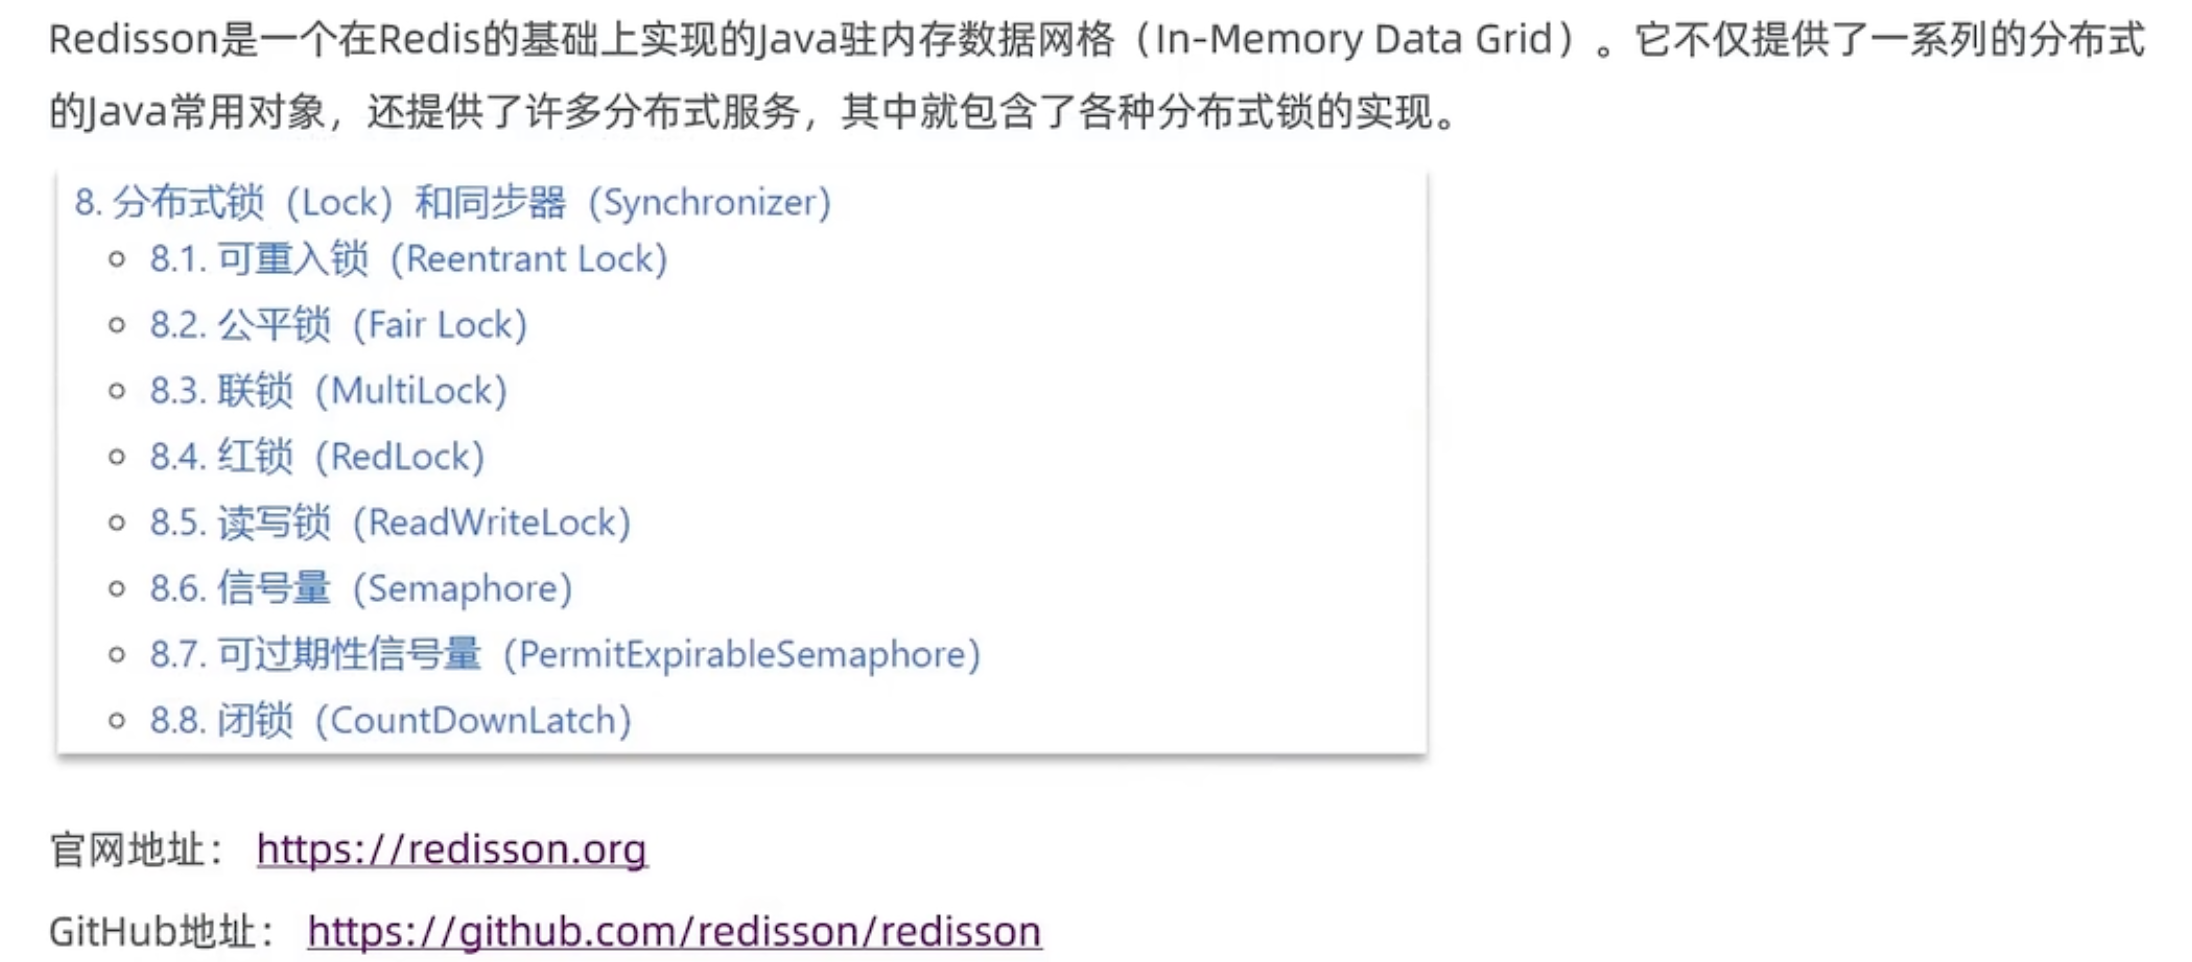 Redisson是一个在Redis的基础上实现的Java驻内存数据网格（In-Memory Data Grid）。它不仅提供了一系列的分布式
的Java常用对象，还提供了许多分布式服务，其中就包含了各种分布式锁的实现。
8. 分布式锁（Lock）和同步器（Synchronizer）
8.1. 可重入锁（Reentrant Lock）
8.2. 公平锁（Fair Lock）
8.3. 联锁（MultiLock）
8.4. 红锁（RedLock）
8.5. 读写锁（ReadWriteLock）
8.6. 信号量（Semaphore）
8.7. 可过期性信号量（PermitExpirableSemaphore）
8.8. 闭锁（CountDownLatch）
官网地址： https://redisson.org
GitHub地址： https://github.com/redisson/redisson